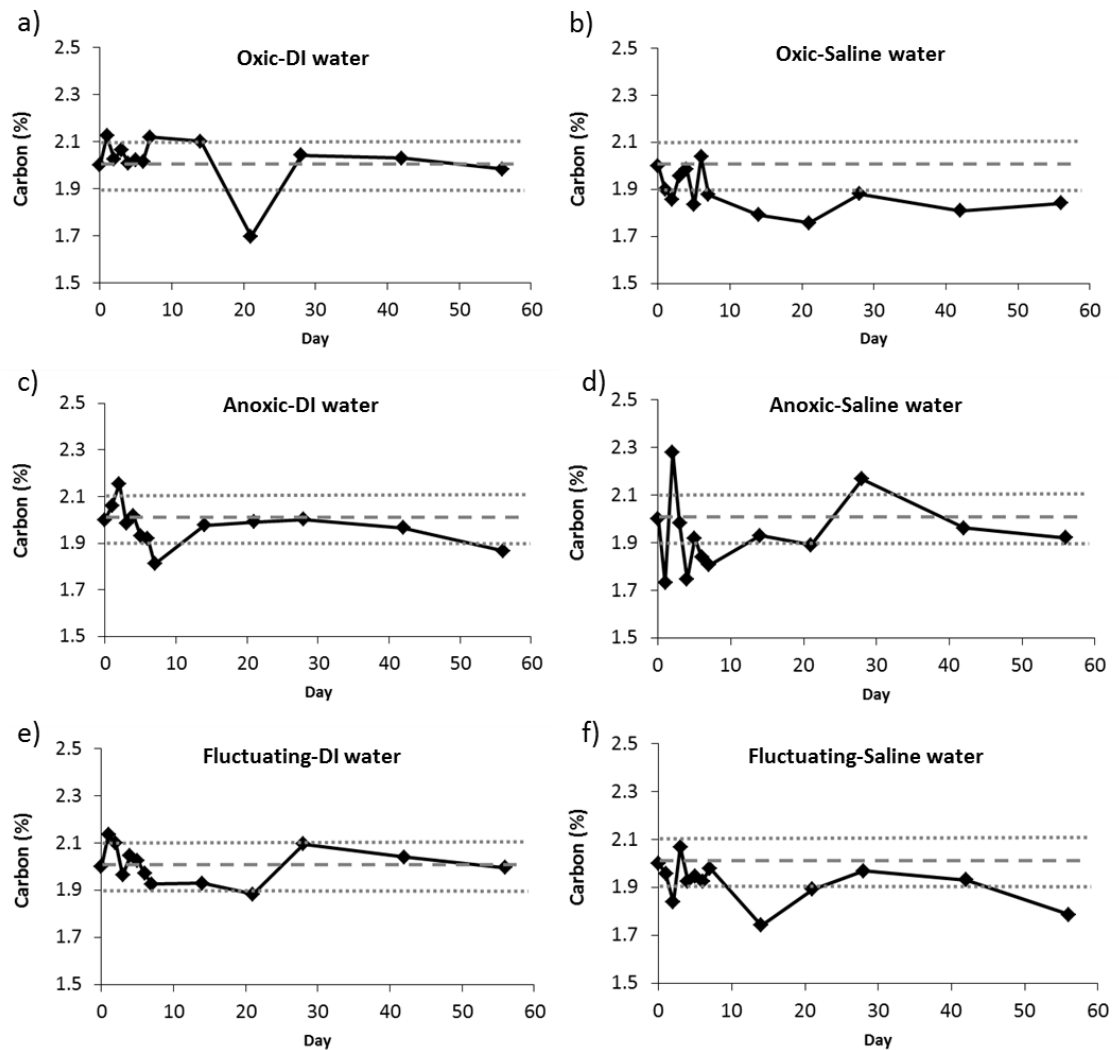 a)
Oxic-DI water
Carbon (%)
2.5
2.3
2.1
1.9
1.7
1.5
0 10 20 30 40 50 60
Day
b)
Oxic-Saline water
Carbon (%)
2.5
2.3
2.1
1.9
1.7
1.5
0 10 20 30 40 50 60
Day
c)
Anoxic-DI water
Carbon (%)
2.5
2.3
2.1
1.9
1.7
1.5
0 10 20 30 40 50 60
Day
d)
Anoxic-Saline water
Carbon (%)
2.5
2.3
2.1
1.9
1.7
1.5
0 10 20 30 40 50 60
Day
e)
Fluctuating-DI water
Carbon (%)
2.5
2.3
2.1
1.9
1.7
1.5
0 10 20 30 40 50 60
Day
f)
Fluctuating-Saline water
Carbon (%)
2.5
2.3
2.1
1.9
1.7
1.5
0 10 20 30 40 50 60
Day